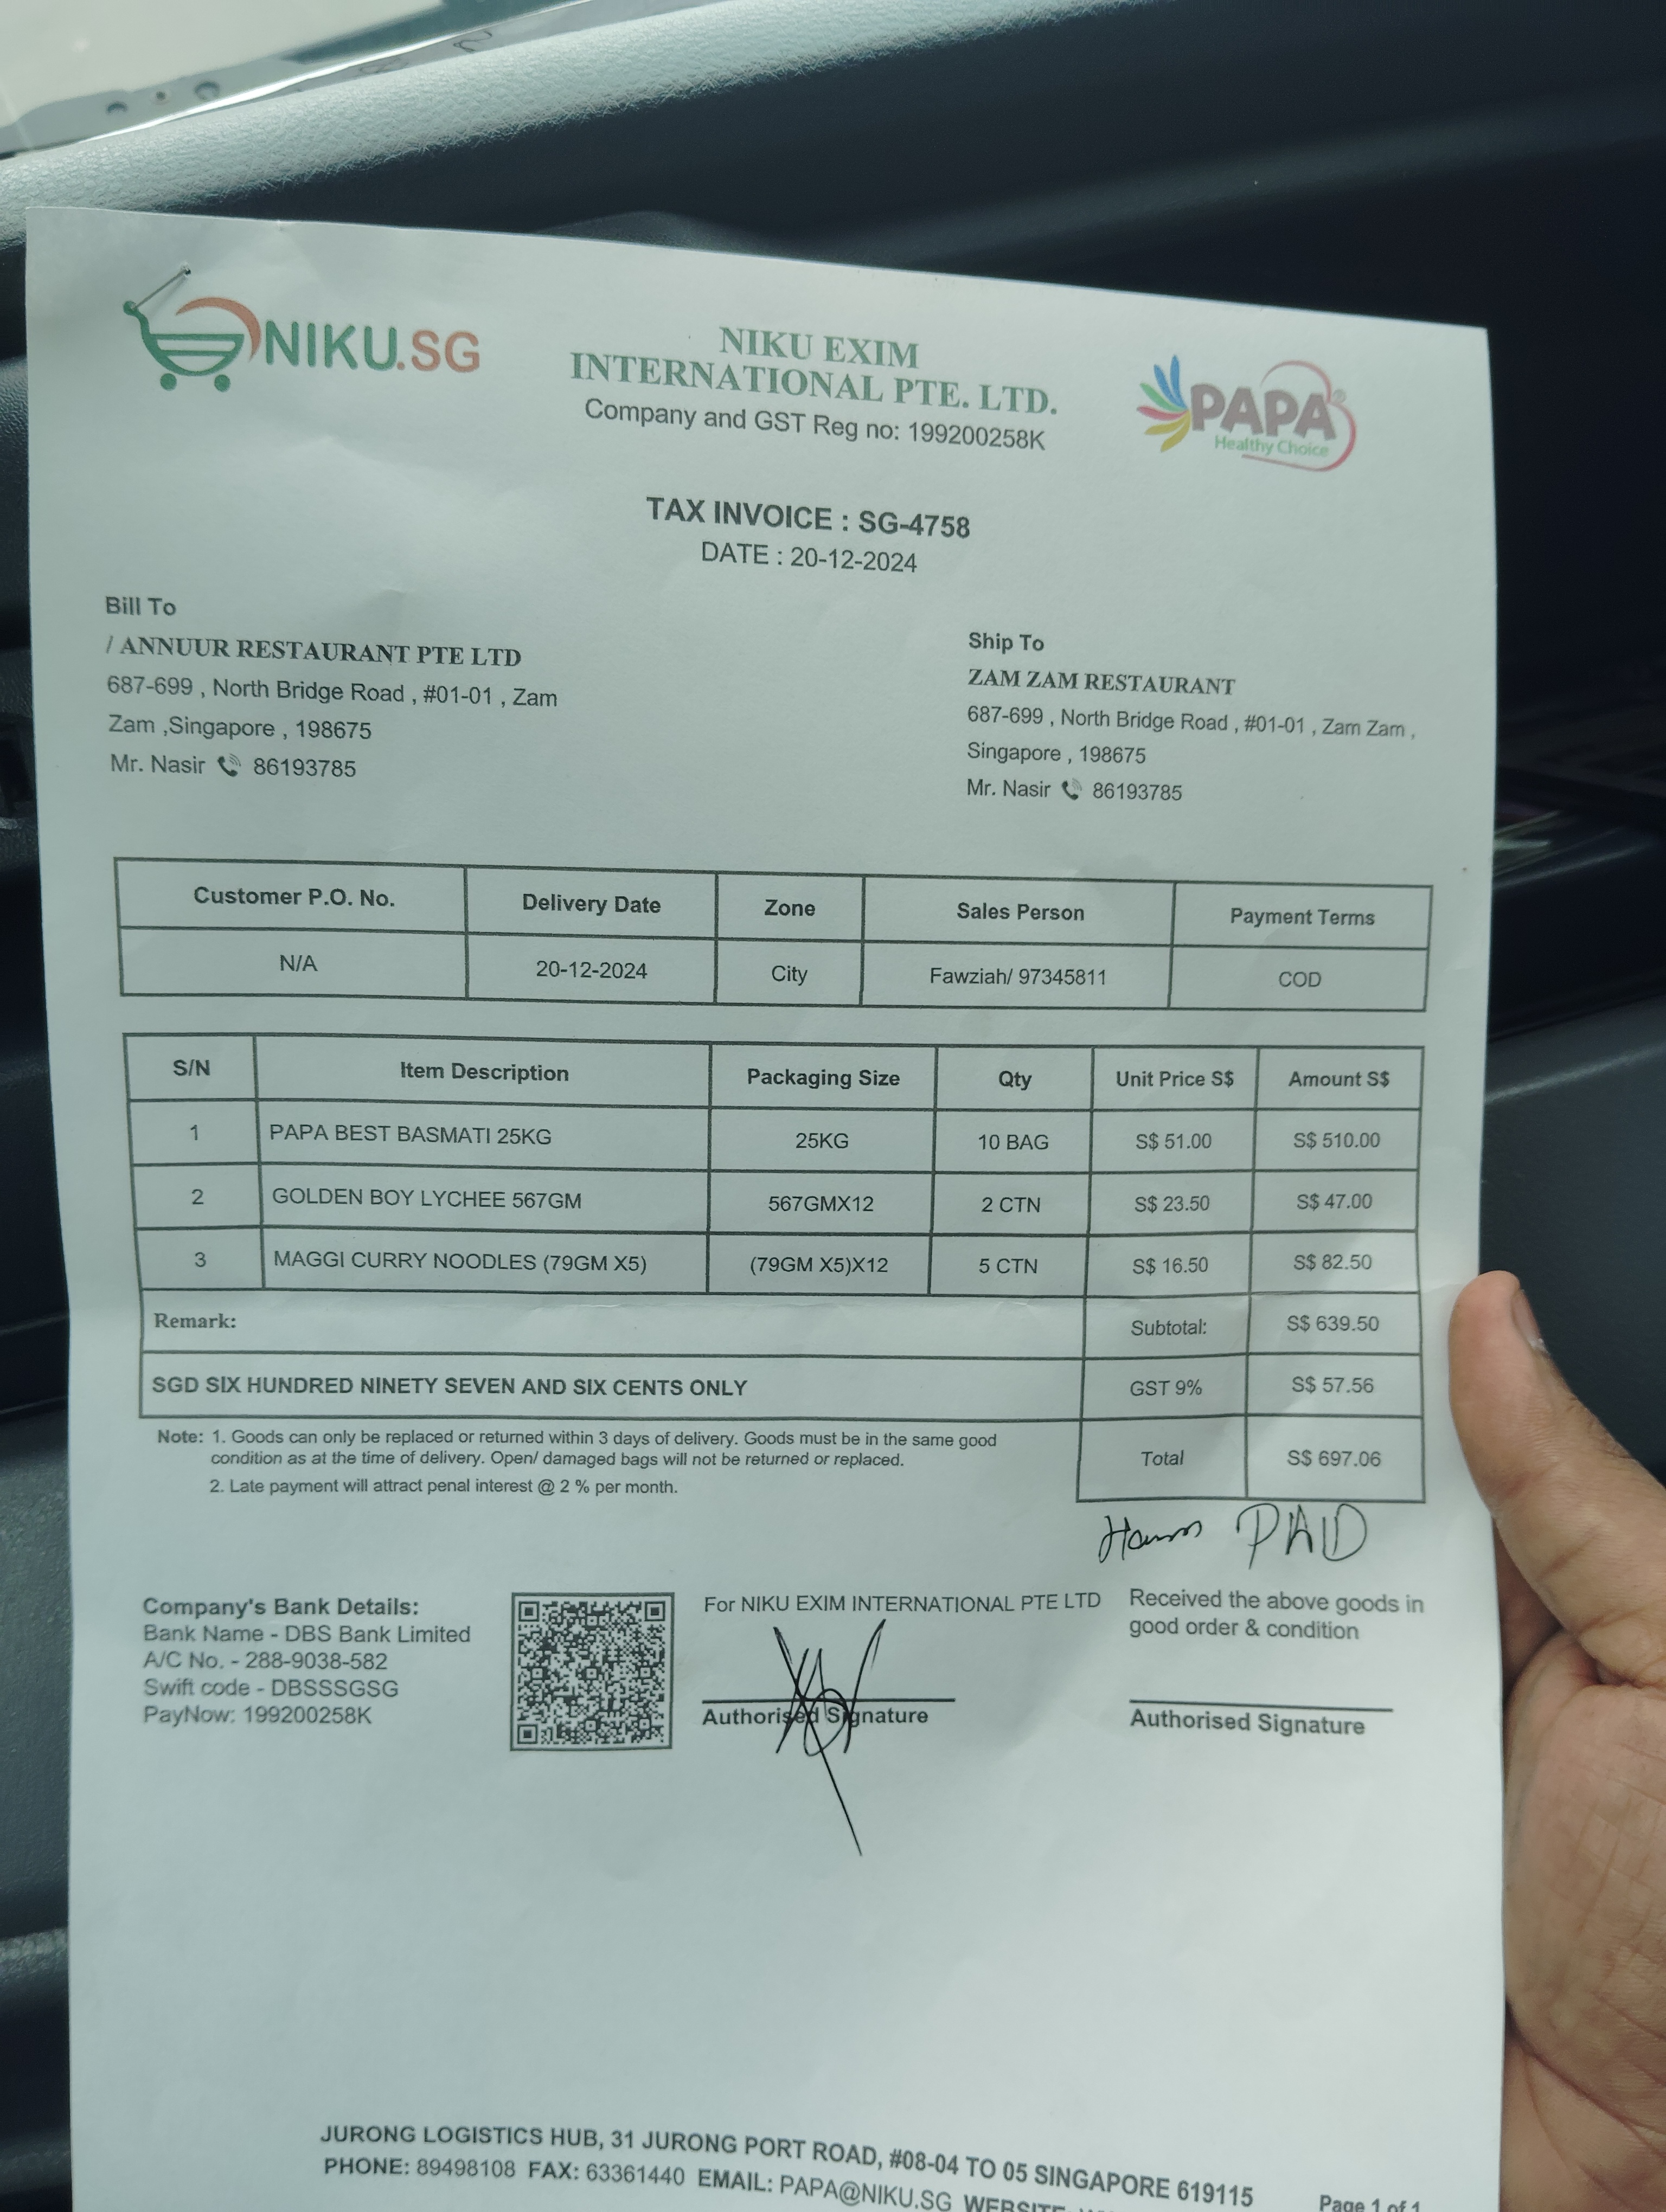 NIKU.SG
NIKU EXIM
INTERNATIONAL PTE. LTD.
Company and GST Reg no: 199200258K
PAPA®
Healthy Choice
TAX INVOICE : SG-4758
DATE : 20-12-2024
Bill To
/ ANNUUR RESTAURANT PTE LTD
687-699 , North Bridge Road , #01-01 , Zam
Zam ,Singapore , 198675
Mr. Nasir 86193785
Ship To
ZAM ZAM RESTAURANT
687-699 , North Bridge Road , #01-01 , Zam Zam ,
Singapore , 198675
Mr. Nasir 86193785
Customer P.O. No. Delivery Date Zone Sales Person Payment Terms
N/A 20-12-2024 City Fawziah/ 97345811 COD
S/N Item Description Packaging Size Qty Unit Price S$ Amount S$
1 PAPA BEST BASMATI 25KG 25KG 10 BAG S$ 51.00 S$ 510.00
2 GOLDEN BOY LYCHEE 567GM 567GMX12 2 CTN S$ 23.50 S$ 47.00
3 MAGGI CURRY NOODLES (79GM X5) (79GM X5)X12 5 CTN S$ 16.50 S$ 82.50
Remark: Subtotal: S$ 639.50
SGD SIX HUNDRED NINETY SEVEN AND SIX CENTS ONLY GST 9% S$ 57.56
Total S$ 697.06
Note: 1. Goods can only be replaced or returned within 3 days of delivery. Goods must be in the same good
condition as at the time of delivery. Open/ damaged bags will not be returned or replaced.
2. Late payment will attract penal interest @ 2 % per month.
PAID
Company's Bank Details:
Bank Name - DBS Bank Limited
A/C No. - 288-9038-582
Swift code - DBSSSGSG
PayNow: 199200258K
For NIKU EXIM INTERNATIONAL PTE LTD
Authorised Signature
Received the above goods in
good order & condition
Authorised Signature
JURONG LOGISTICS HUB, 31 JURONG PORT ROAD, #08-04 TO 05 SINGAPORE 619115
PHONE: 89498108 FAX: 63361440 EMAIL: PAPA@NIKU.SG WEBSITE:
Page 1 of 1